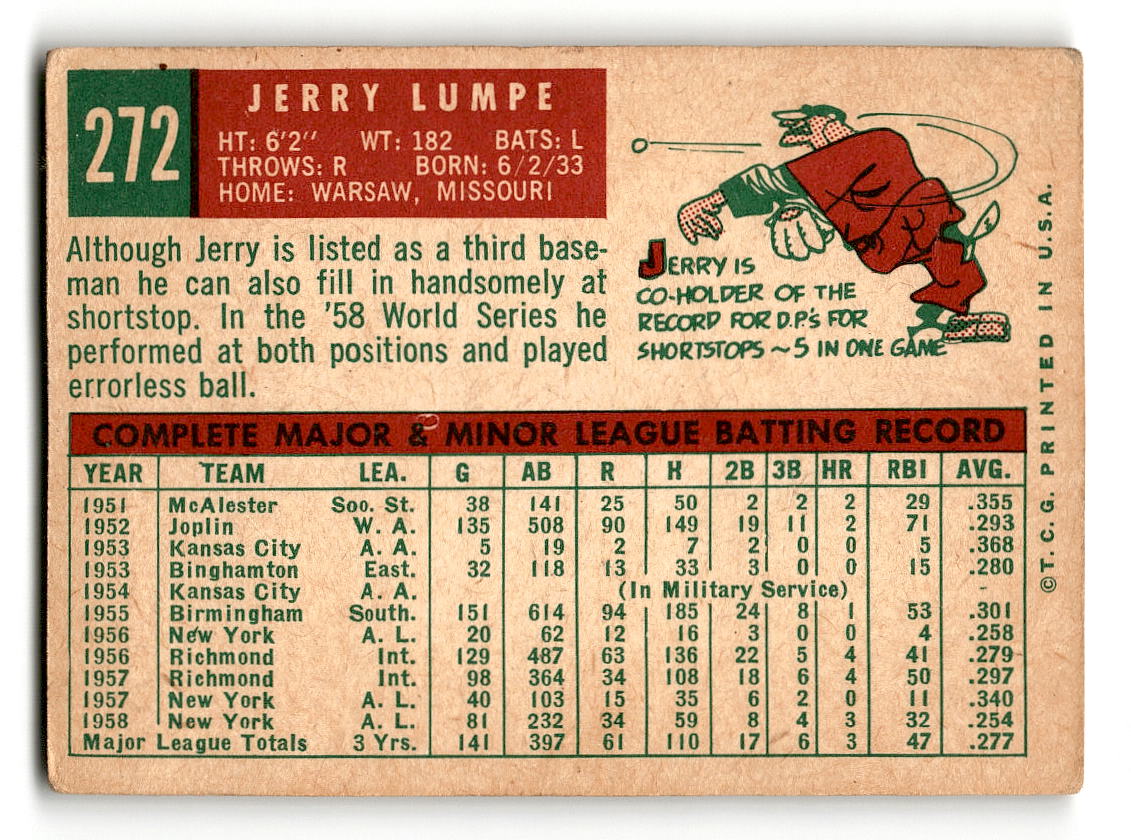 272
JERRY LUMPE
HT: 6'2" WT: 182 BATS: L
THROWS: R BORN: 6/2/33
HOME: WARSAW, MISSOURI
Although Jerry is listed as a third base-
man he can also fill in handsomely at
shortstop. In the '58 World Series he
performed at both positions and played
errorless ball.
JERRY IS
CO-HOLDER OF THE
RECORD FOR D.P.'s FOR
SHORTSTOPS ~ 5 IN ONE GAME
COMPLETE MAJOR & MINOR LEAGUE BATTING RECORD
YEAR TEAM LEA. G AB R H 2B 3B HR RBI AVG.
1951 McAlester Soo. St. 38 141 25 50 2 2 2 29 .355
1952 Joplin W. A. 135 508 90 149 19 11 2 71 .293
1953 Kansas City A. A. 5 19 2 7 2 0 0 5 .368
1953 Binghamton East. 32 118 13 33 3 0 0 15 .280
1954 Kansas City A. A. (In Military Service) -
1955 Birmingham South. 151 614 94 185 24 8 1 53 .301
1956 New York A. L. 20 62 12 16 3 0 0 4 .258
1956 Richmond Int. 129 487 63 136 22 5 4 41 .279
1957 Richmond Int. 98 364 34 108 18 6 4 50 .297
1957 New York A. L. 40 103 15 35 6 2 0 11 .340
1958 New York A. L. 81 232 34 59 8 4 3 32 .254
Major League Totals 3 Yrs. 141 397 61 110 17 6 3 47 .277
©T. C. G. PRINTED IN U.S.A.